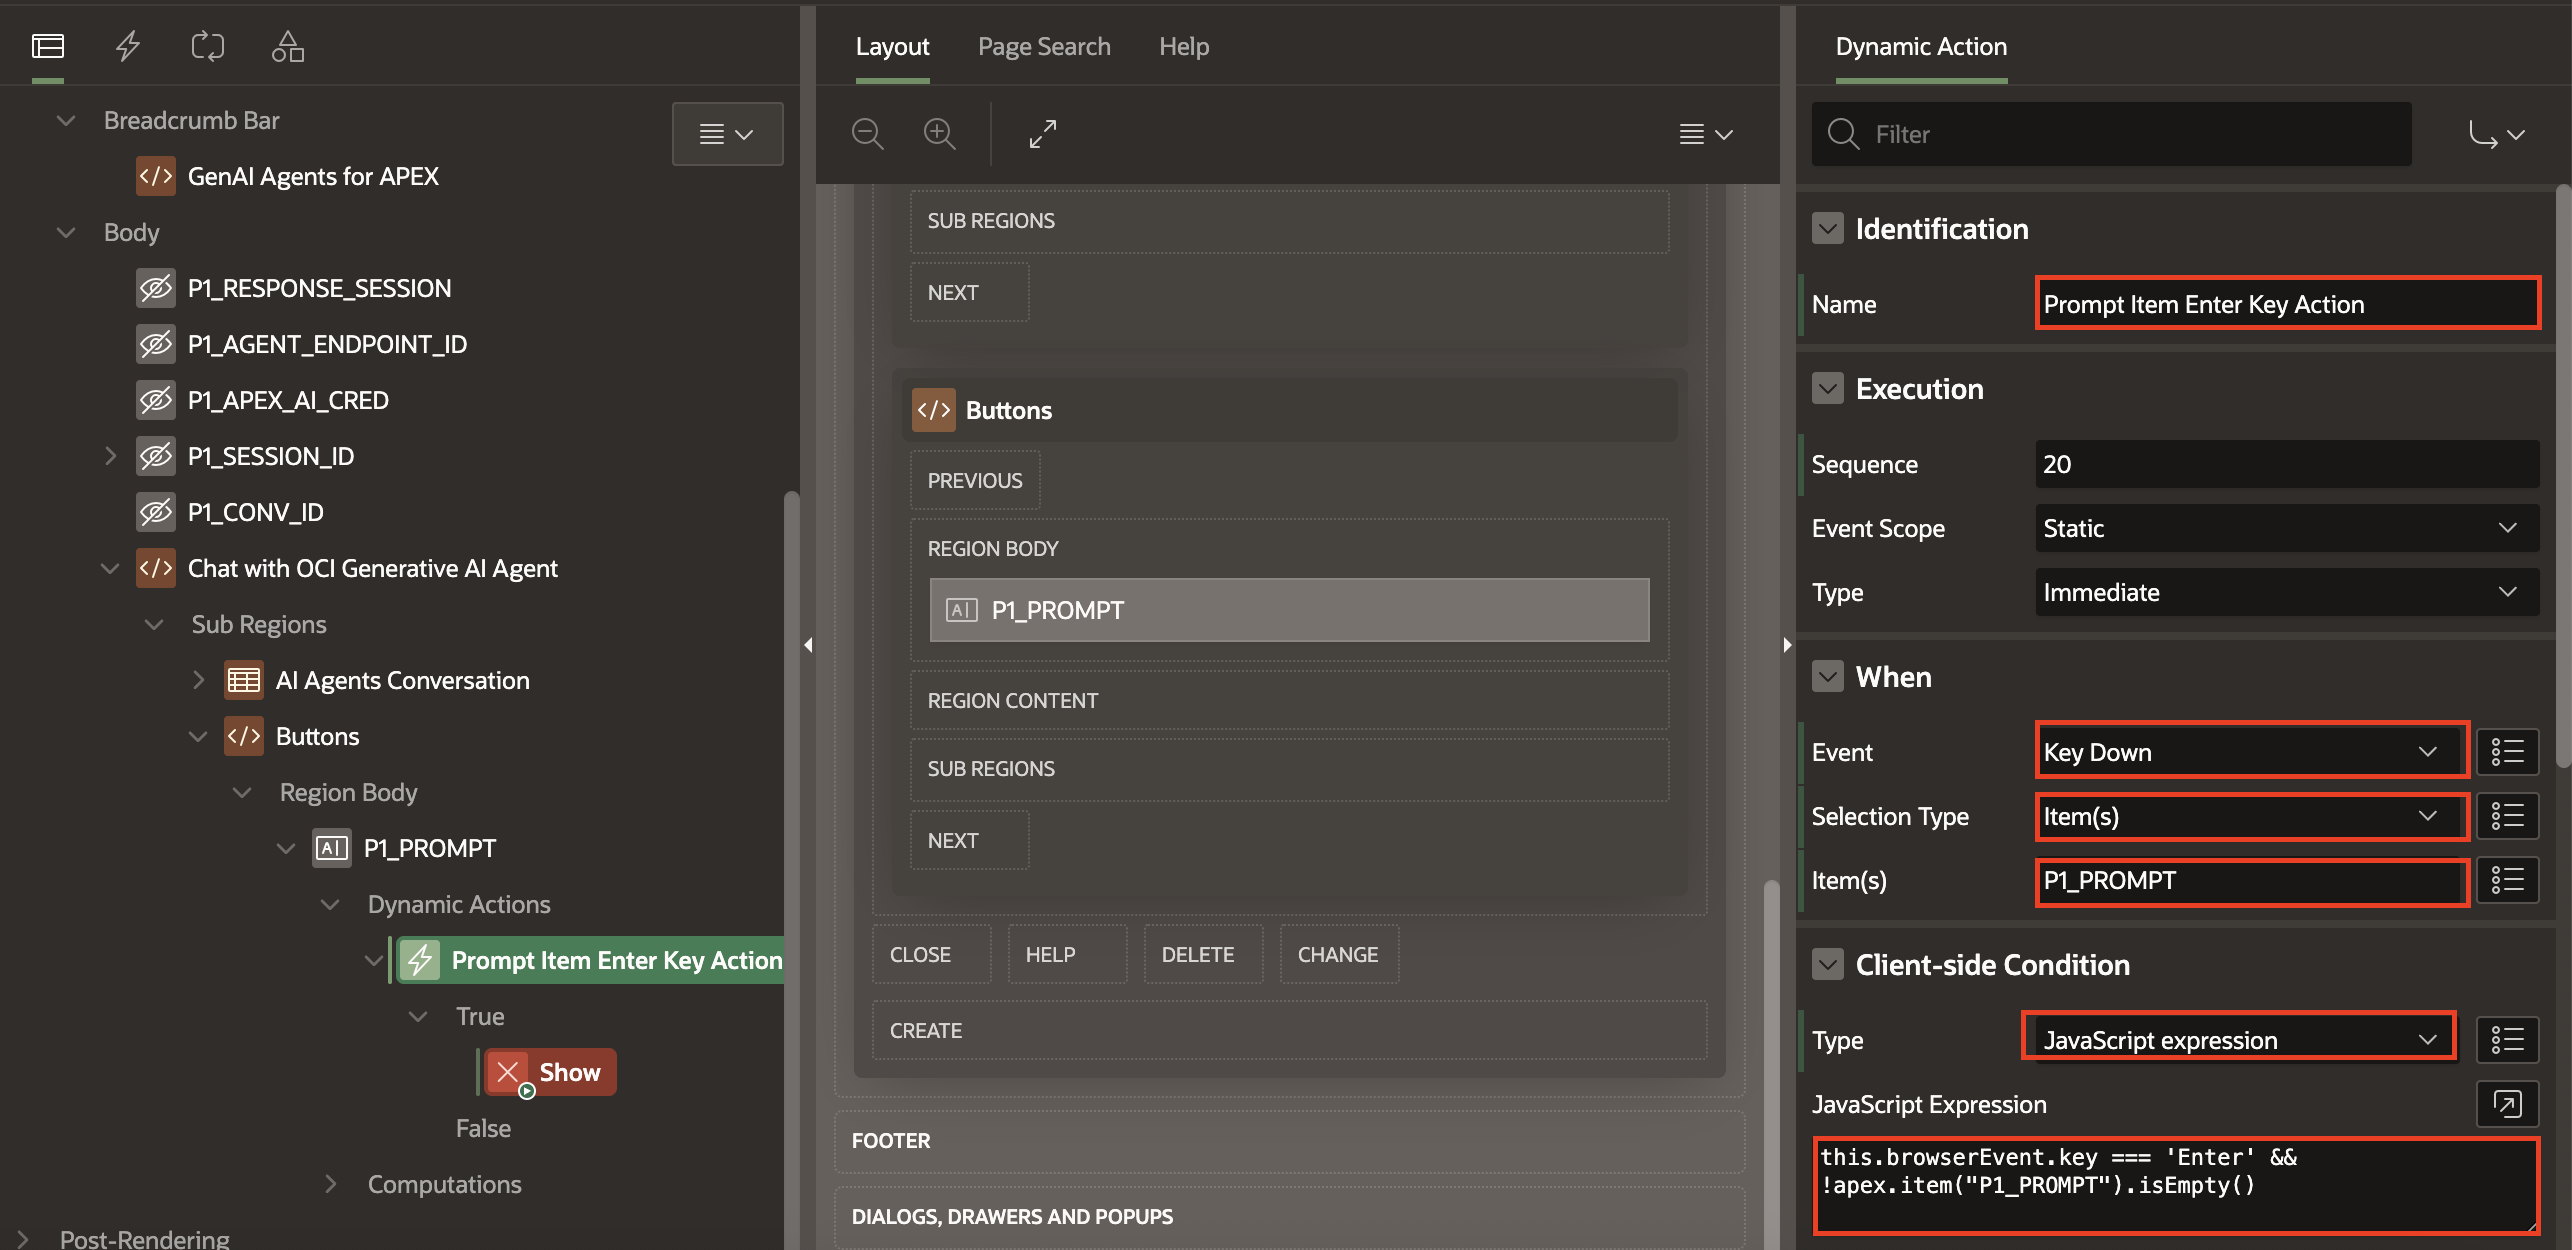 Breadcrumb Bar
GenAI Agents for APEX
Body
P1_RESPONSE_SESSION
P1_AGENT_ENDPOINT_ID
P1_APEX_AI_CRED
P1_SESSION_ID
P1_CONV_ID
Chat with OCI Generative AI Agent
Sub Regions
AI Agents Conversation
Buttons
Region Body
P1_PROMPT
Dynamic Actions
Prompt Item Enter Key Action
True
Show
False
Computations
Post-Rendering
Layout
Page Search
Help
SUB REGIONS
NEXT
Buttons
PREVIOUS
REGION BODY
P1_PROMPT
REGION CONTENT
SUB REGIONS
NEXT
CLOSE
HELP
DELETE
CHANGE
CREATE
FOOTER
DIALOGS, DRAWERS AND POPUPS
Dynamic Action
Filter
Identification
Name
Prompt Item Enter Key Action
Execution
Sequence
20
Event Scope
Static
Type
Immediate
When
Event
Key Down
Selection Type
Item(s)
Item(s)
P1_PROMPT
Client-side Condition
Type
JavaScript expression
JavaScript Expression
this.browserEvent.key === 'Enter' &&
!apex.item("P1_PROMPT").isEmpty()